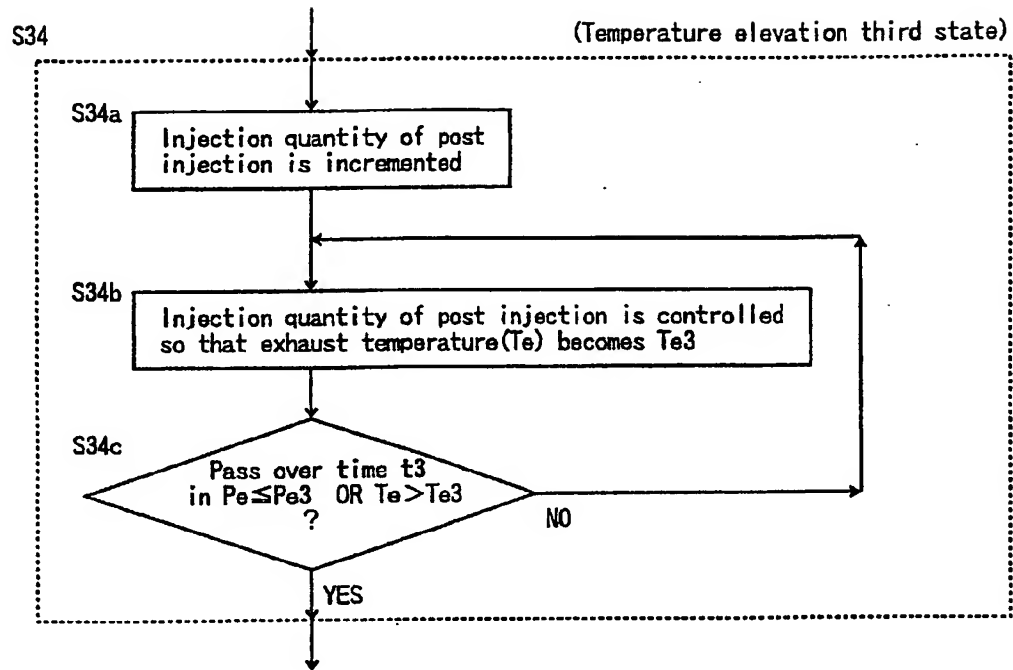 S34
(Temperature elevation third state)
S34a
Injection quantity of post
injection is incremented
S34b
Injection quantity of post injection is controlled
so that exhaust temperature(Te) becomes Te3
S34c
Pass over time t3
in Pe≦Pe3 OR Te>Te3
?
NO
YES